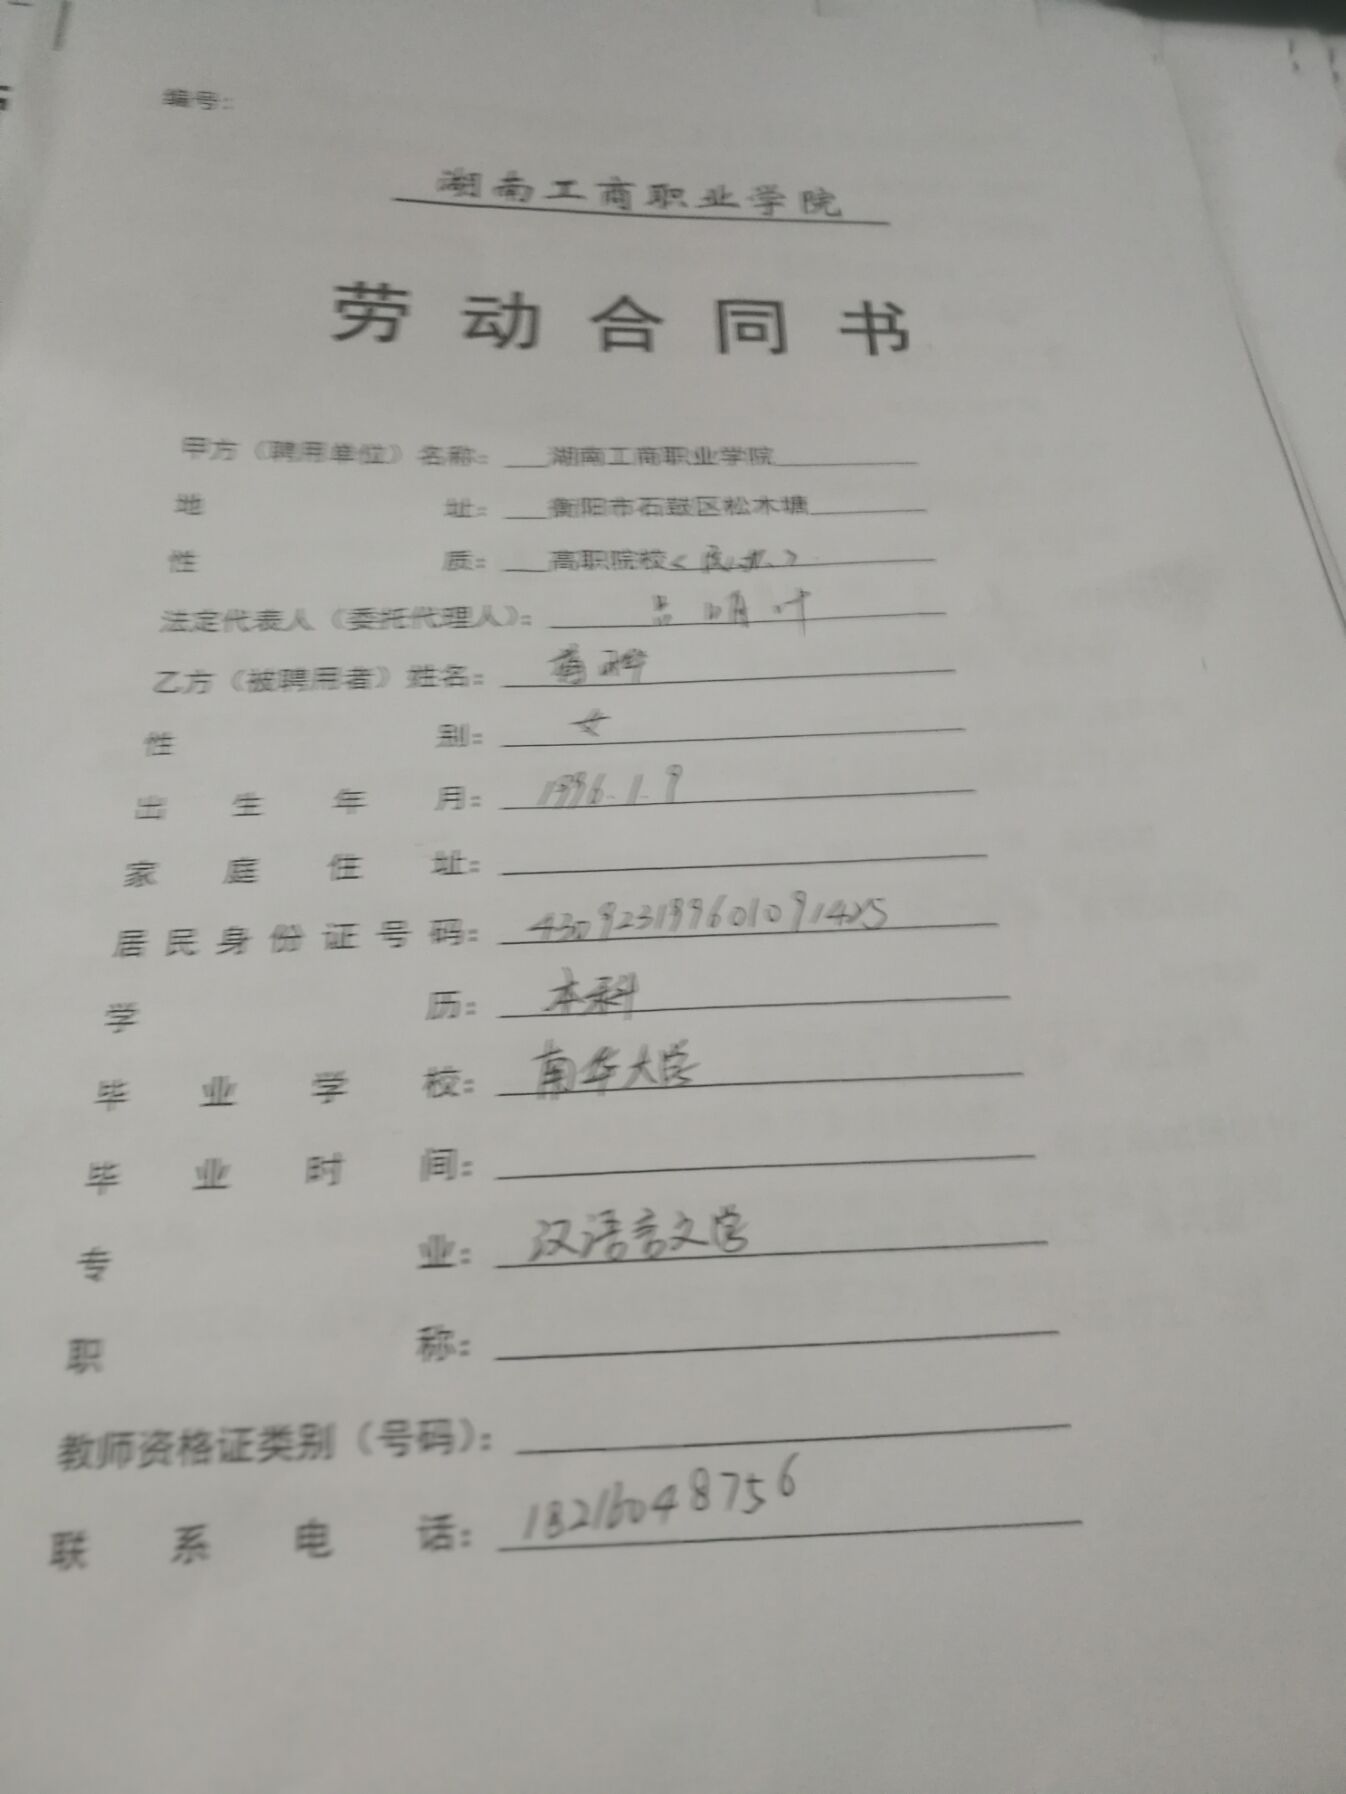 编号:
湖南工商职业学院
劳动合同书
甲方(聘用单位)名称: 湖南工商职业学院
地址: 衡阳市石鼓区松木塘
性质: 高职院校<民办>
法定代表人(委托代理人): 明叶
乙方(被聘用者)姓名: 蒋
性别: 女
出生年月: 1996.1.9
家庭住址:
居民身份证号码: 430923199601091425
学历: 本科
毕业学校: 南华大学
毕业时间:
专业: 汉语言文学
职称:
教师资格证类别(号码):
联系电话: 18216048756